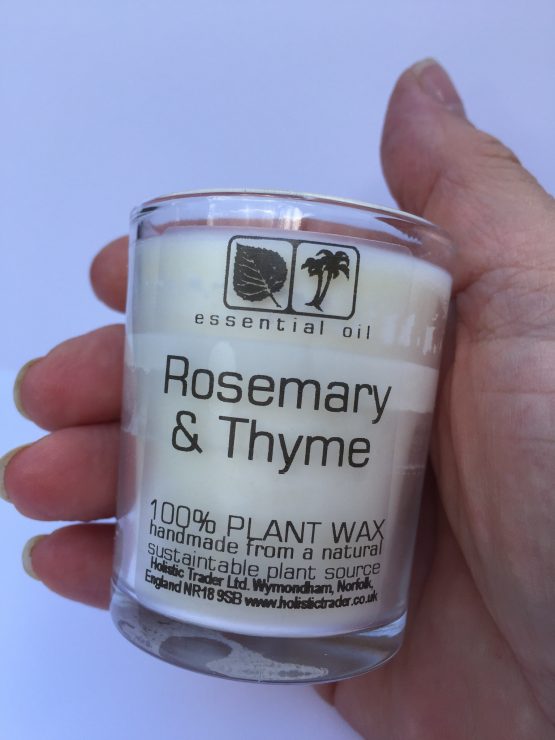 essential oil
Rosemary
& Thyme
100% PLANT WAX
handmade from a natural
sustaintable plant source
Holistic Trader Ltd. Wymondham, Norfolk,
England NR18 9SB www.holistictrader.co.uk